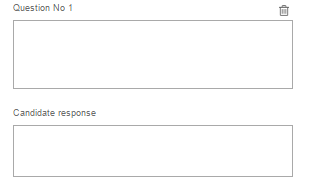 Question No 1
Candidate response